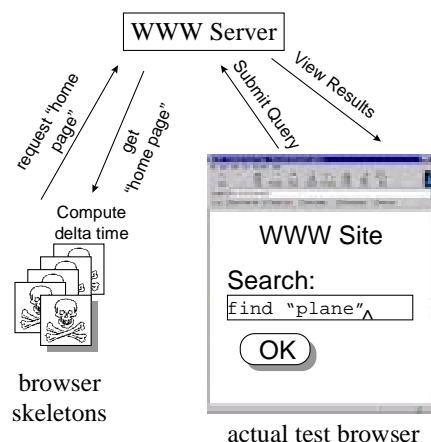 WWW Server
request "home
page"
get
"home page"
Submit Query
View Results
Compute
delta time
WWW Site
Search:
find "plane"^
OK
browser
skeletons
actual test browser